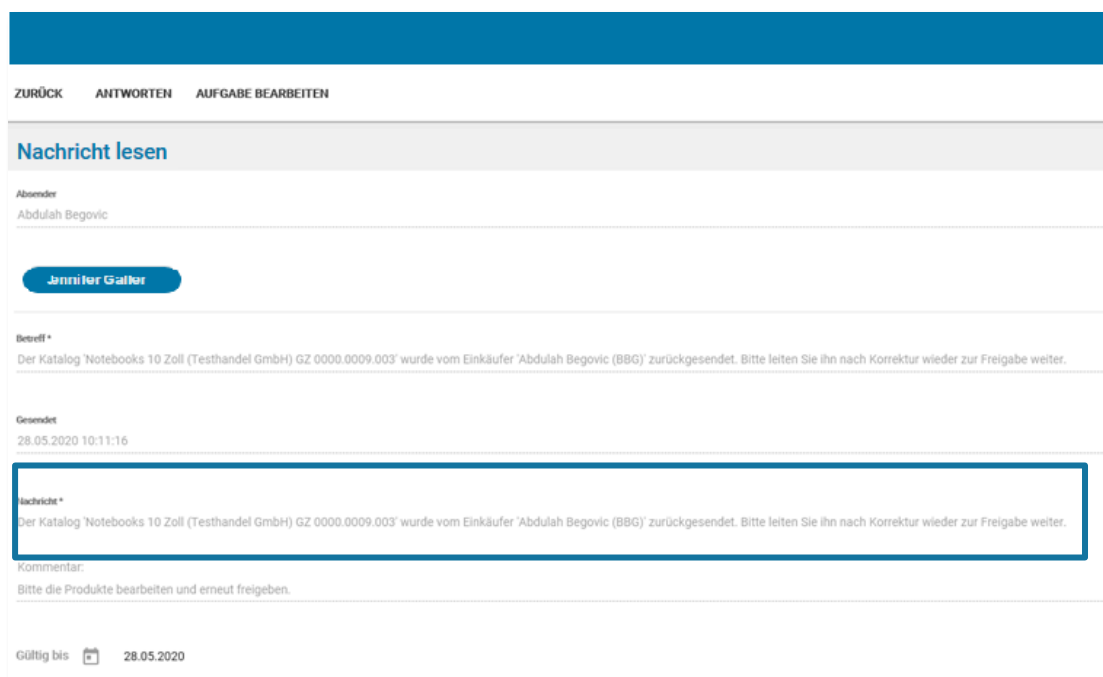 ZURÜCK ANTWORTEN AUFGABE BEARBEITEN
Nachricht lesen
Absender
Abdulah Begovic
Jennifer Galler
Betreff *
Der Katalog 'Notebooks 10 Zoll (Testhandel GmbH) GZ 0000.0009.003' wurde vom Einkäufer 'Abdulah Begovic (BBG)' zurückgesendet. Bitte leiten Sie ihn nach Korrektur wieder zur Freigabe weiter.
Gesendet
28.05.2020 10:11:16
Nachricht *
Der Katalog 'Notebooks 10 Zoll (Testhandel GmbH) GZ 0000.0009.003' wurde vom Einkäufer 'Abdulah Begovic (BBG)' zurückgesendet. Bitte leiten Sie ihn nach Korrektur wieder zur Freigabe weiter.
Kommentar:
Bitte die Produkte bearbeiten und erneut freigeben.
Gültig bis 28.05.2020